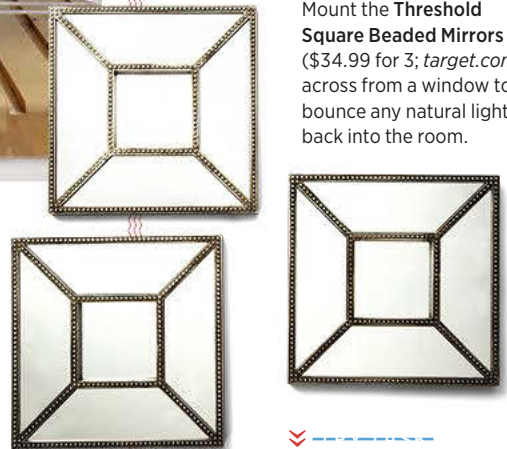 Mount the Threshold
Square Beaded Mirrors
($34.99 for 3; target.com
across from a window to
bounce any natural light
back into the room.